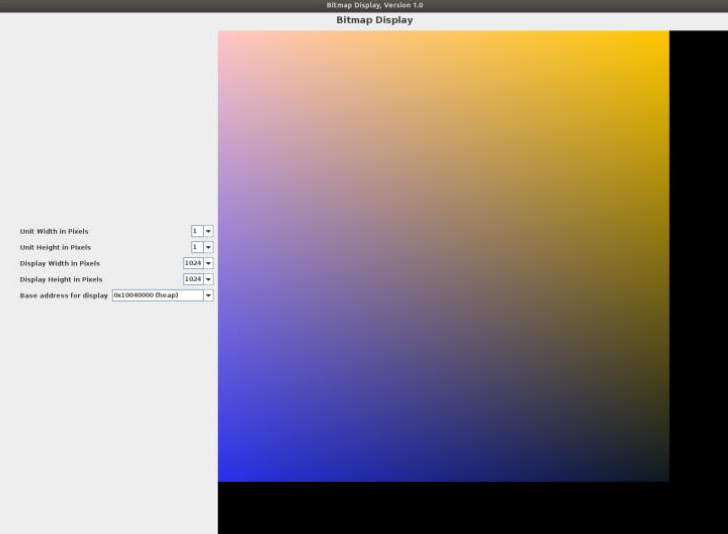 Bitmap Display, Version 1.0
Bitmap Display
Unit Width in Pixels 1
Unit Height in Pixels 1
Display Width in Pixels 1024
Display Height in Pixels 1024
Base address for display 0x10040000 (heap)